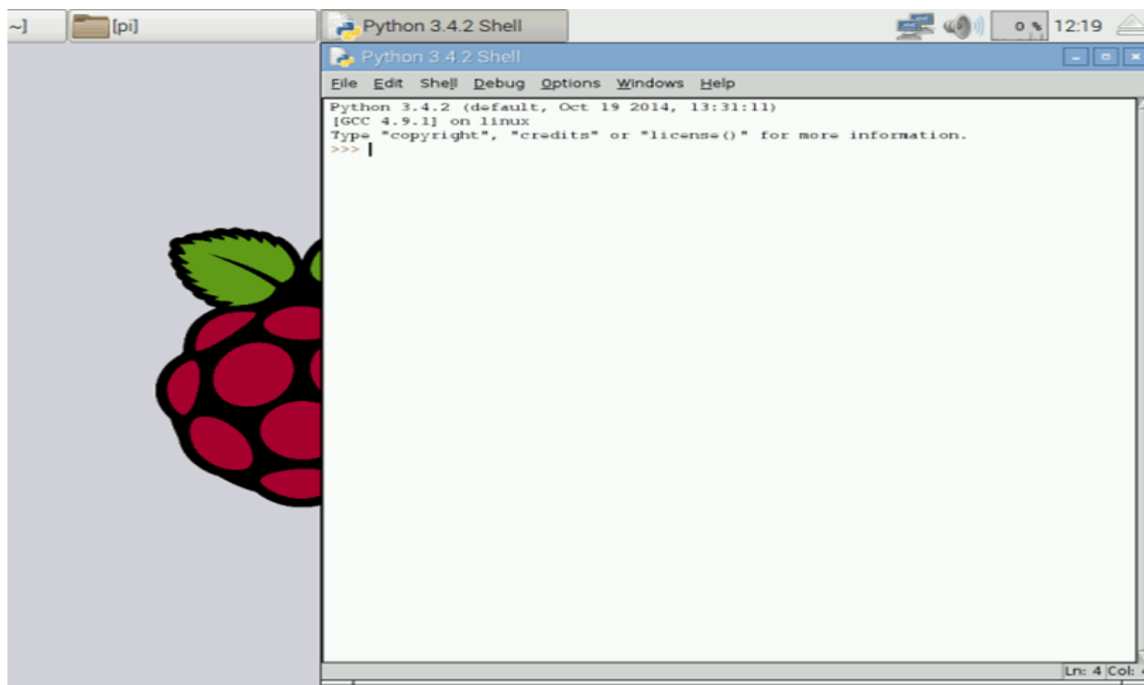 ~]
[pi]
Python 3.4.2 Shell
0 %
12:19
Python 3.4.2 Shell
File Edit Shell Debug Options Windows Help
Python 3.4.2 (default, Oct 19 2014, 13:31:11)
[GCC 4.9.1] on linux
Type "copyright", "credits" or "license()" for more information.
>>>
Ln: 4 Col: 4